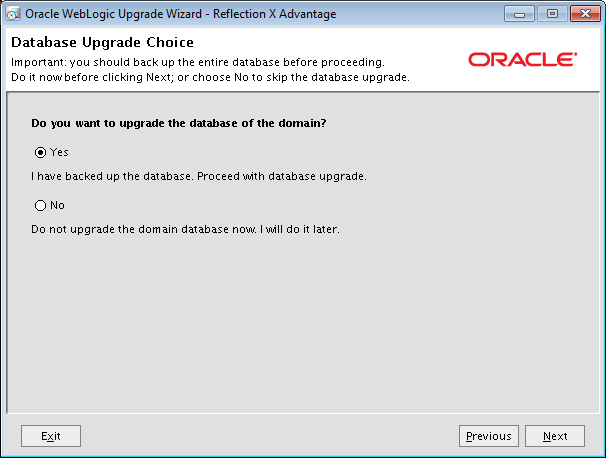 Oracle WebLogic Upgrade Wizard - Reflection X Advantage
Database Upgrade Choice
Important: you should back up the entire database before proceeding.
Do it now before clicking Next; or choose No to skip the database upgrade.
ORACLE
Do you want to upgrade the database of the domain?
Yes
I have backed up the database. Proceed with database upgrade.
No
Do not upgrade the domain database now. I will do it later.
Exit
Previous
Next